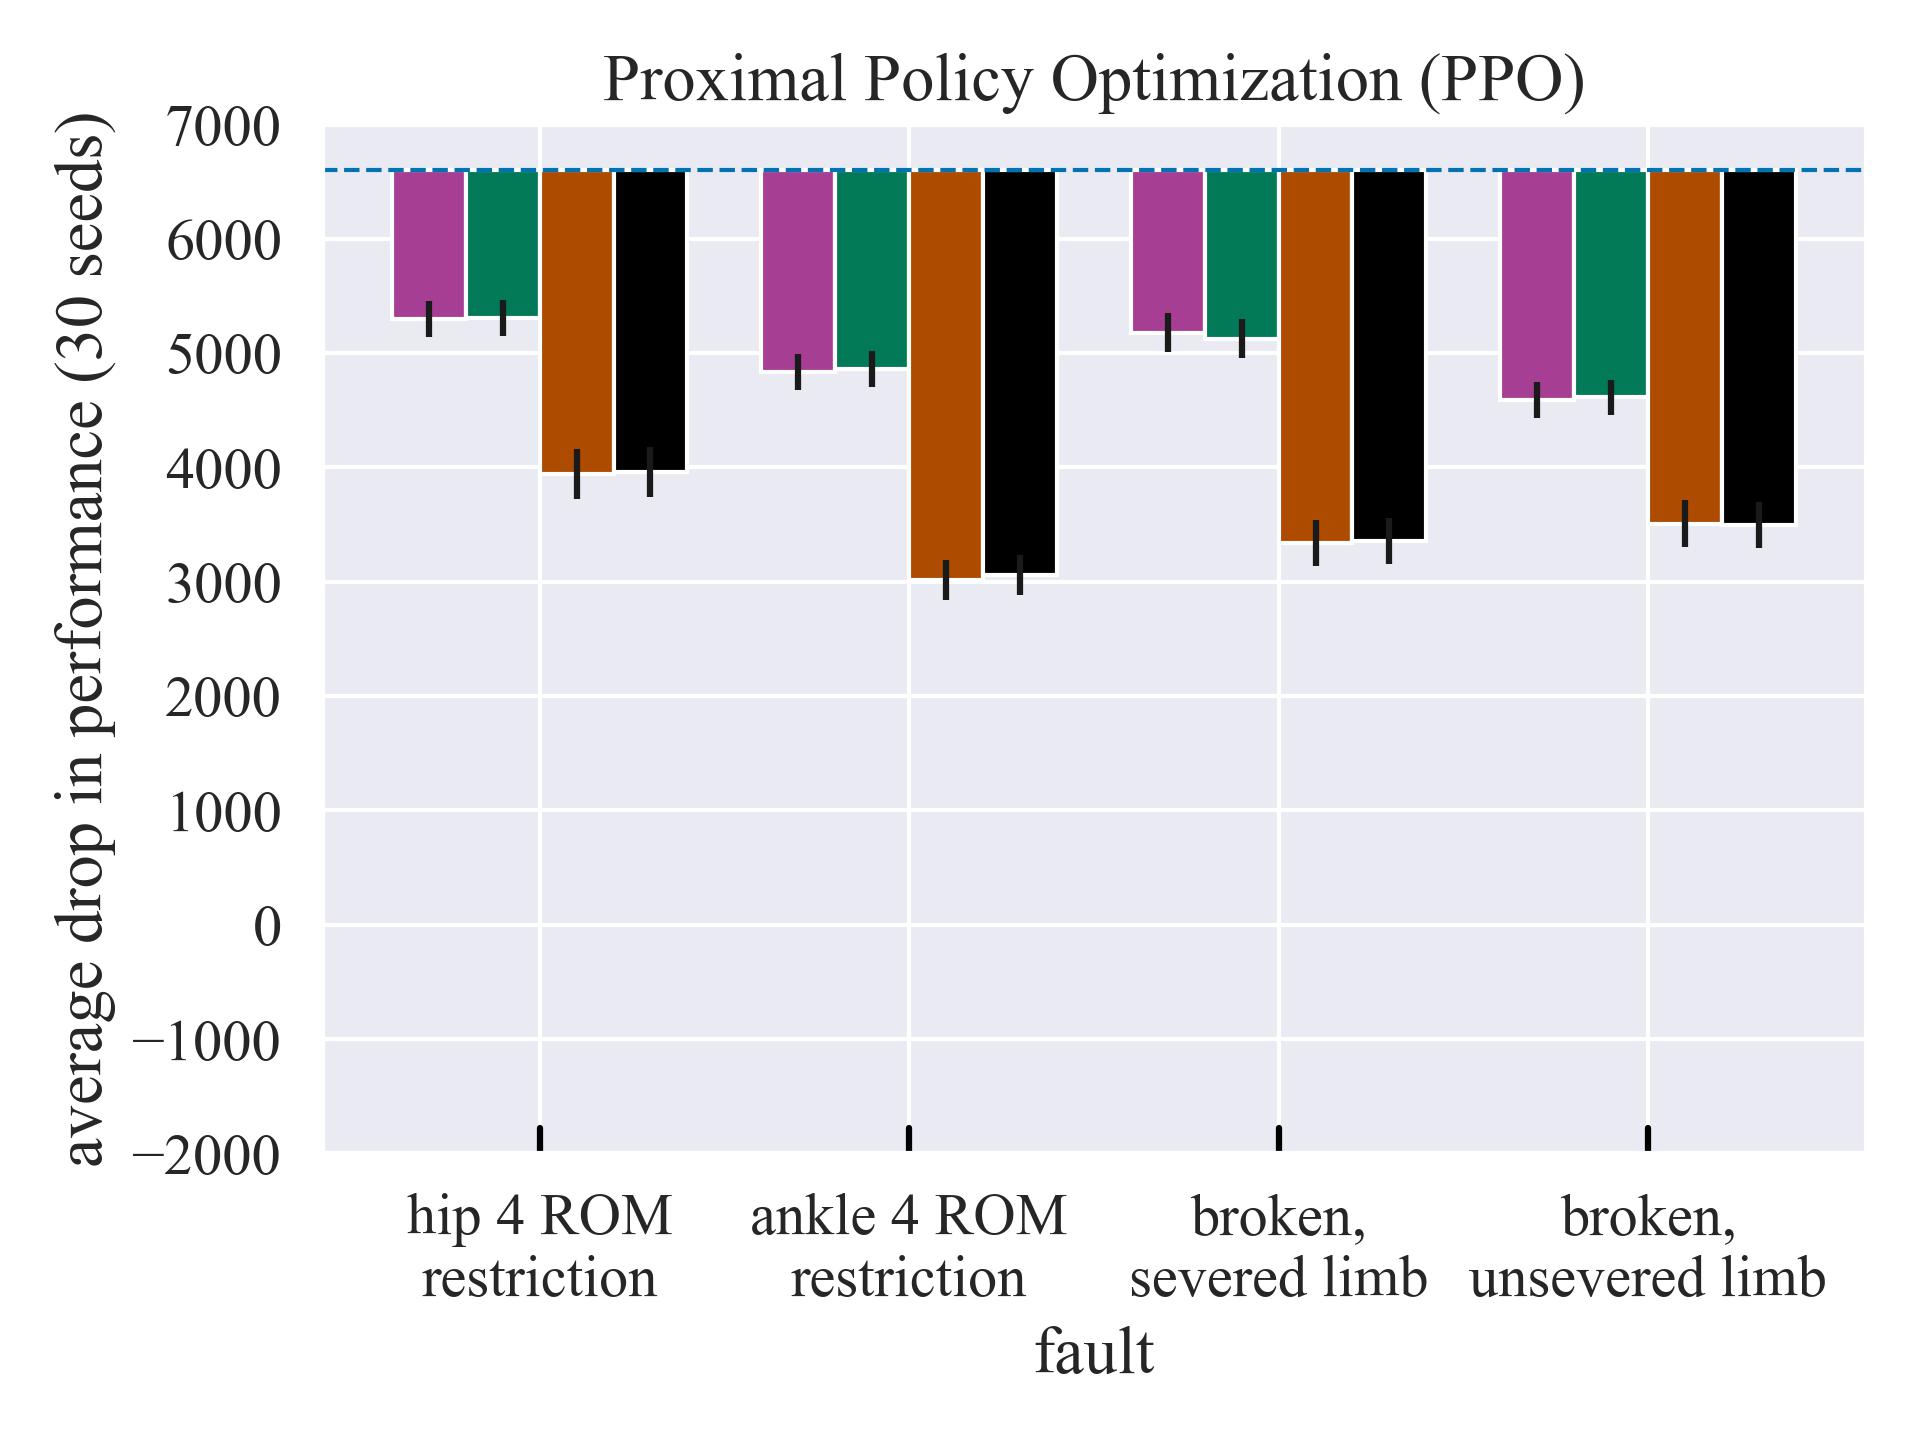 Proximal Policy Optimization (PPO)
average drop in performance (30 seeds)
7000
6000
5000
4000
3000
2000
1000
0
−1000
−2000
hip 4 ROM
restriction
ankle 4 ROM
restriction
broken,
severed limb
broken,
unsevered limb
fault